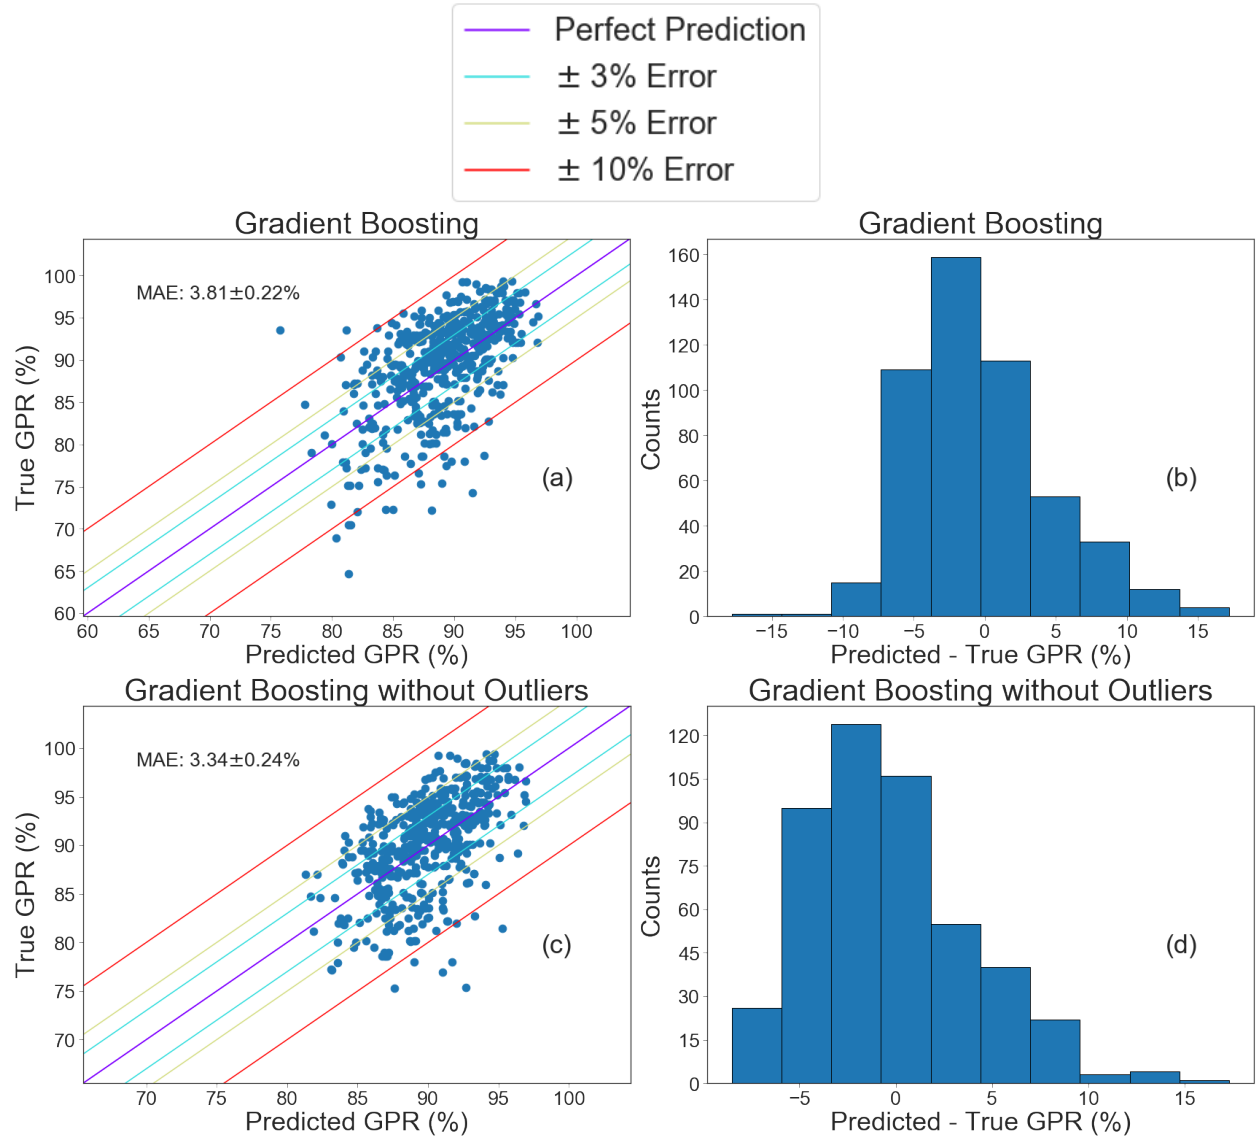 Perfect Prediction
± 3% Error
± 5% Error
± 10% Error
Gradient Boosting
MAE: 3.81±0.22%
True GPR (%)
100
95
90
85
80
75
70
65
60
(a)
60 65 70 75 80 85 90 95 100
Predicted GPR (%)
Gradient Boosting
Counts
160
140
120
100
80
60
40
20
0
(b)
−15 −10 −5 0 5 10 15
Predicted - True GPR (%)
Gradient Boosting without Outliers
MAE: 3.34±0.24%
True GPR (%)
100
95
90
85
80
75
70
(c)
70 75 80 85 90 95 100
Predicted GPR (%)
Gradient Boosting without Outliers
Counts
120
105
90
75
60
45
30
15
0
(d)
−5 0 5 10 15
Predicted - True GPR (%)